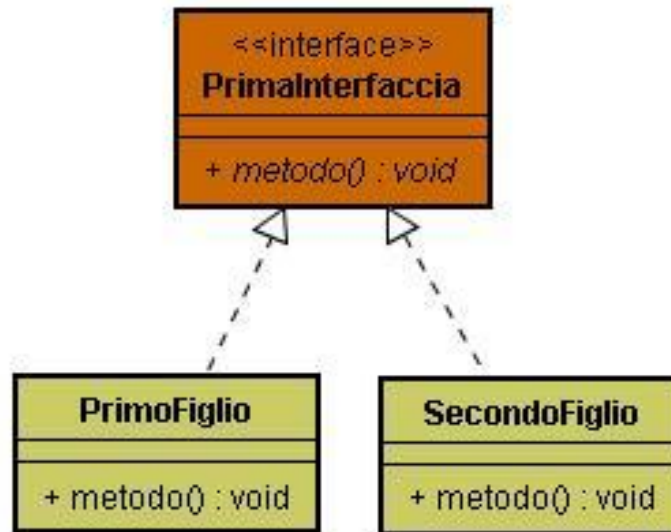 <<interface>>
PrimaInterfaccia
+ metodo() : void
PrimoFiglio
+ metodo() : void
SecondoFiglio
+ metodo() : void